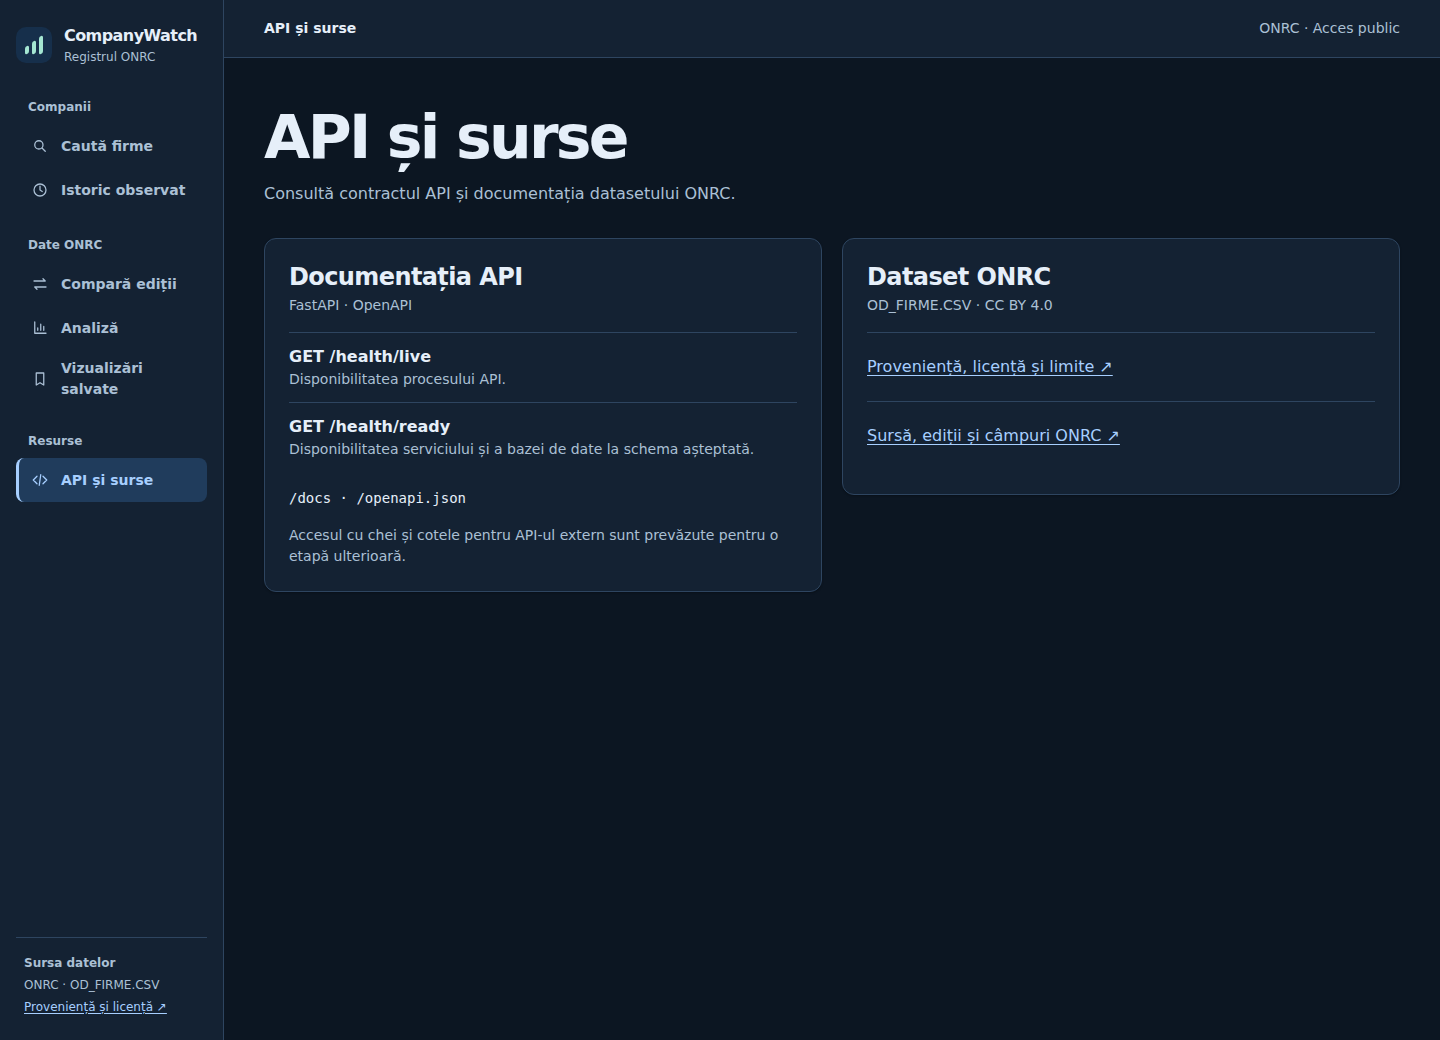 CompanyWatch
Registrul ONRC
Companii
Caută firme
Istoric observat
Date ONRC
Compară ediții
Analiză
Vizualizări
salvate
Resurse
API și surse
Sursa datelor
ONRC · OD_FIRME.CSV
Proveniență și licență ↗
API și surse
ONRC · Acces public
API și surse
Consultă contractul API și documentația datasetului ONRC.
Documentația API
FastAPI · OpenAPI
GET /health/live
Disponibilitatea procesului API.
GET /health/ready
Disponibilitatea serviciului și a bazei de date la schema așteptată.
/docs · /openapi.json
Accesul cu chei și cotele pentru API-ul extern sunt prevăzute pentru o
etapă ulterioară.
Dataset ONRC
OD_FIRME.CSV · CC BY 4.0
Proveniență, licență și limite ↗
Sursă, ediții și câmpuri ONRC ↗